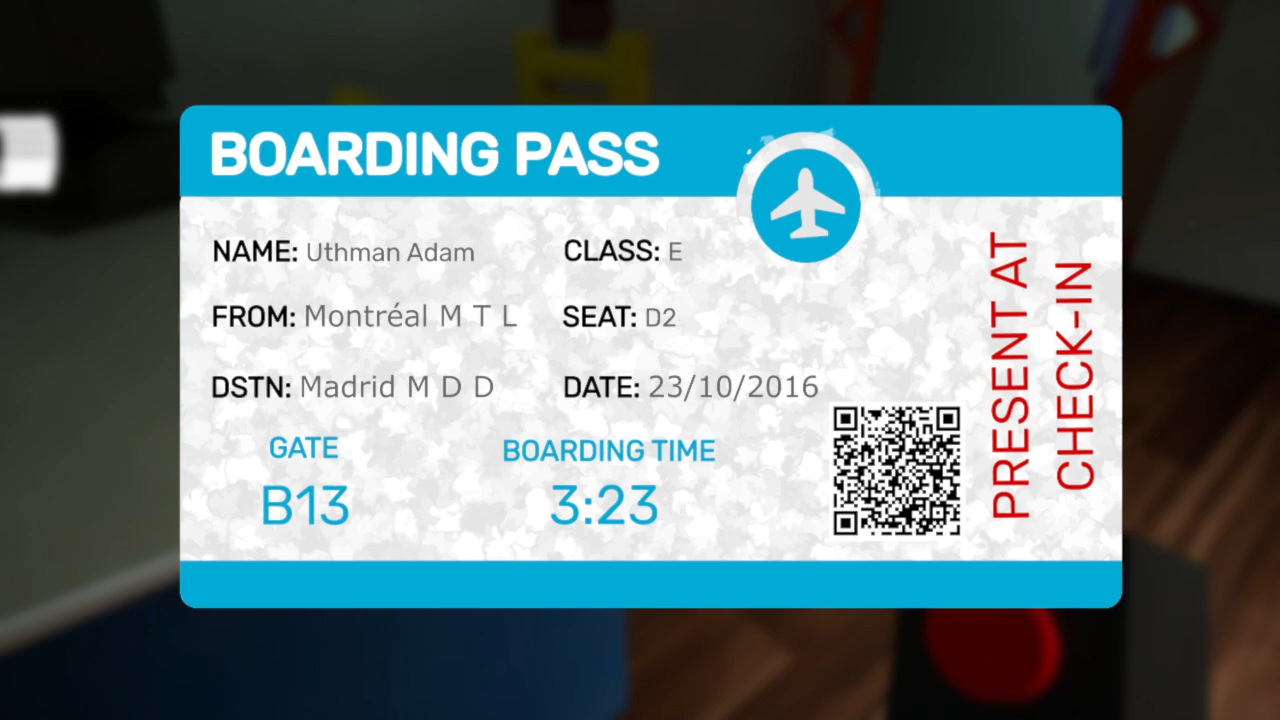 BOARDING PASS
NAME: Uthman Adam
CLASS: E
FROM: Montréal M T L
SEAT: D2
DSTN: Madrid M D D
DATE: 23/10/2016
GATE
BOARDING TIME
B13
3:23
PRESENT AT
CHECK-IN